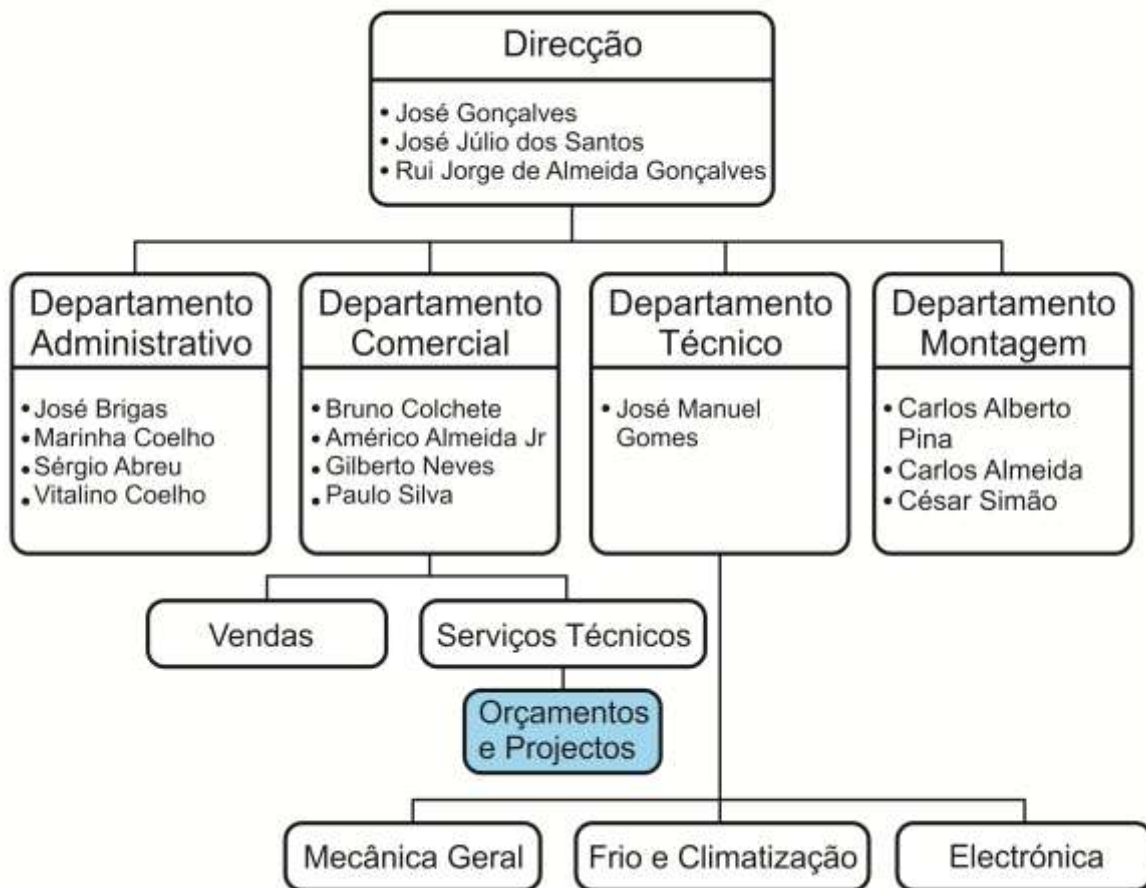 Direcção
• José Gonçalves
• José Júlio dos Santos
• Rui Jorge de Almeida Gonçalves
Departamento
Administrativo
• José Brigas
• Marinha Coelho
• Sérgio Abreu
• Vitalino Coelho
Departamento
Comercial
• Bruno Colchete
• Américo Almeida Jr
• Gilberto Neves
• Paulo Silva
Departamento
Técnico
• José Manuel
Gomes
Departamento
Montagem
• Carlos Alberto
Pina
• Carlos Almeida
• César Simão
Vendas
Serviços Técnicos
Orçamentos
e Projectos
Mecânica Geral
Frio e Climatização
Electrónica